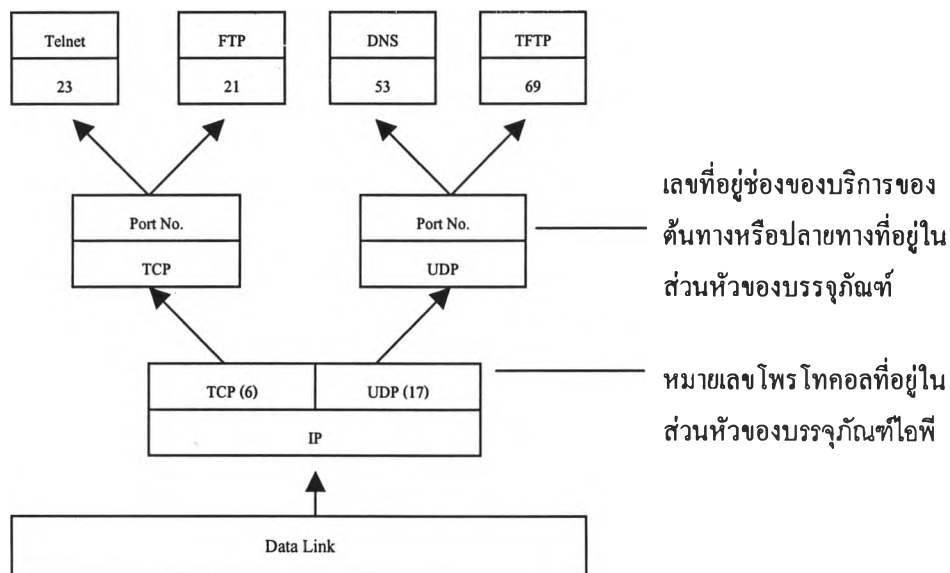 Telnet
FTP
DNS
TFTP
23
21
53
69
Port No.
TCP
Port No.
UDP
เลขที่อยู่ช่องของบริการของ
ต้นทางหรือปลายทางที่อยู่ใน
ส่วนหัวของบรรจุภัณฑ์
TCP (6)
UDP (17)
IP
หมายเลขโพรโทคอลที่อยู่ใน
ส่วนหัวของบรรจุภัณฑ์ไอพี
Data Link